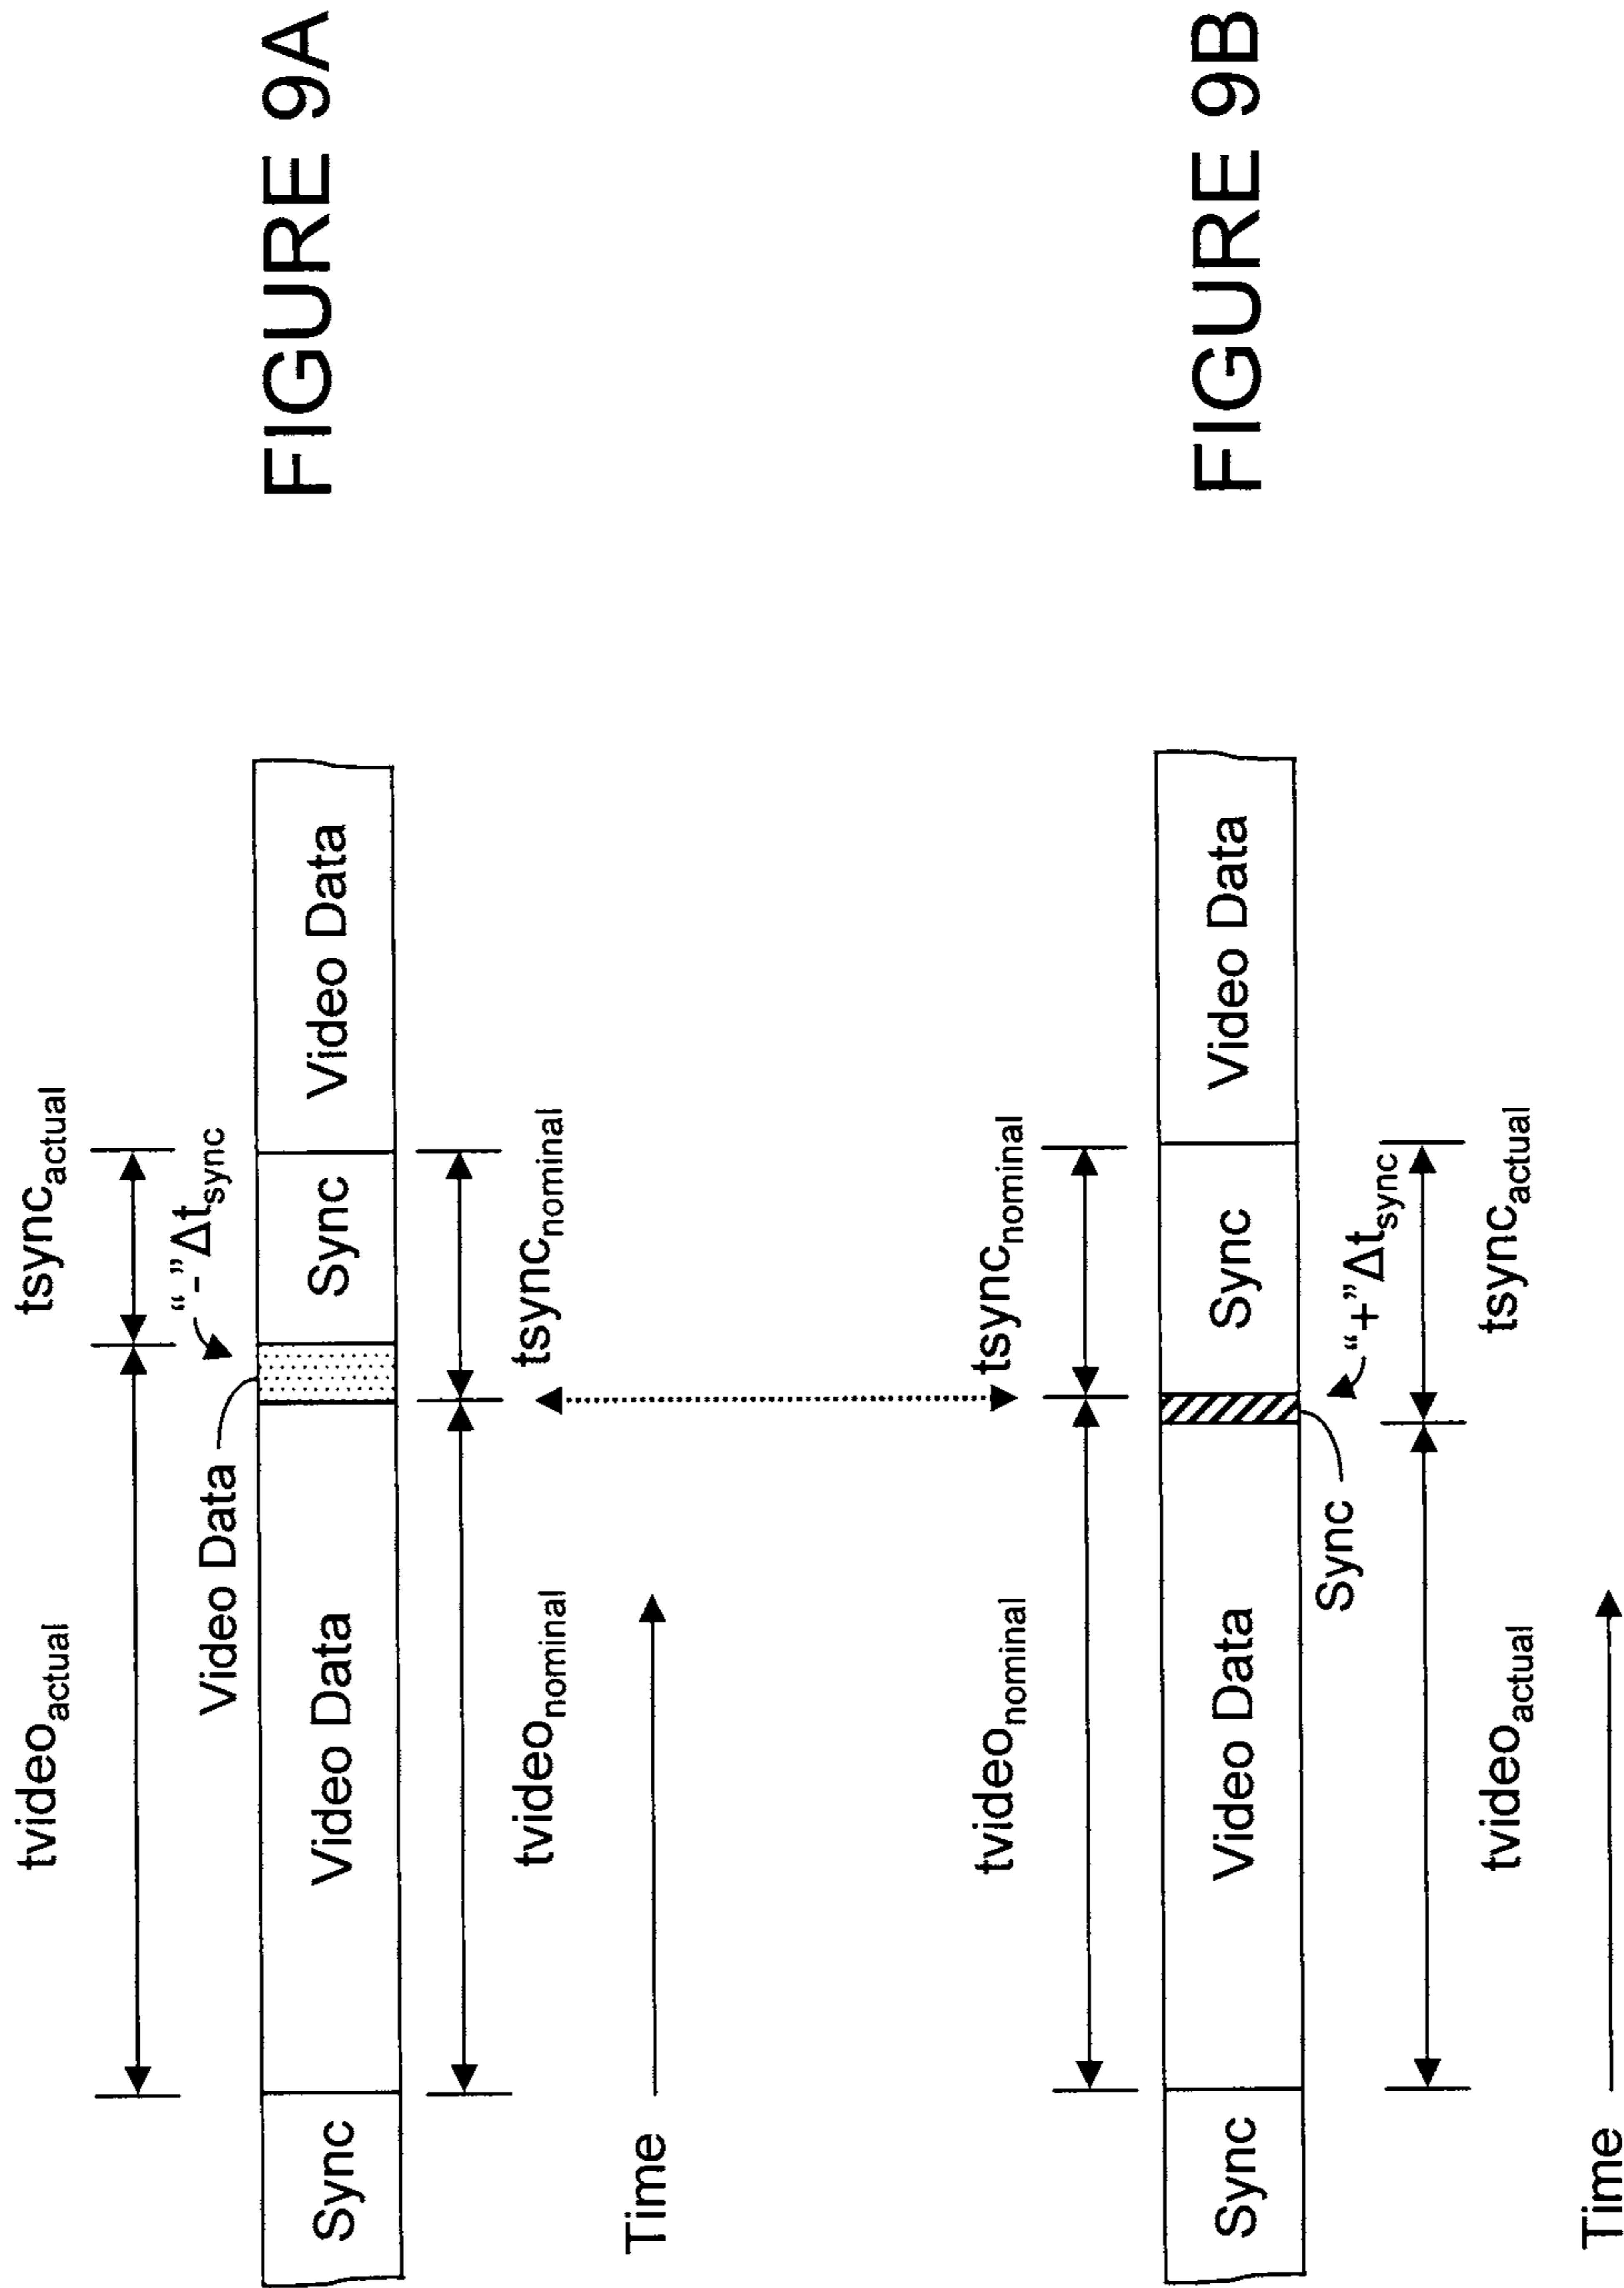 FIGURE 9A
tvideo_actual
tsync_actual
“-”Δt_sync
Video Data
Sync
Video Data
Sync
Video Data
tvideo_nominal
tsync_nominal
Time
FIGURE 9B
tvideo_nominal
tsync_nominal
Sync
Video Data
Sync
Video Data
Sync
“+”Δt_sync
tvideo_actual
tsync_actual
Time